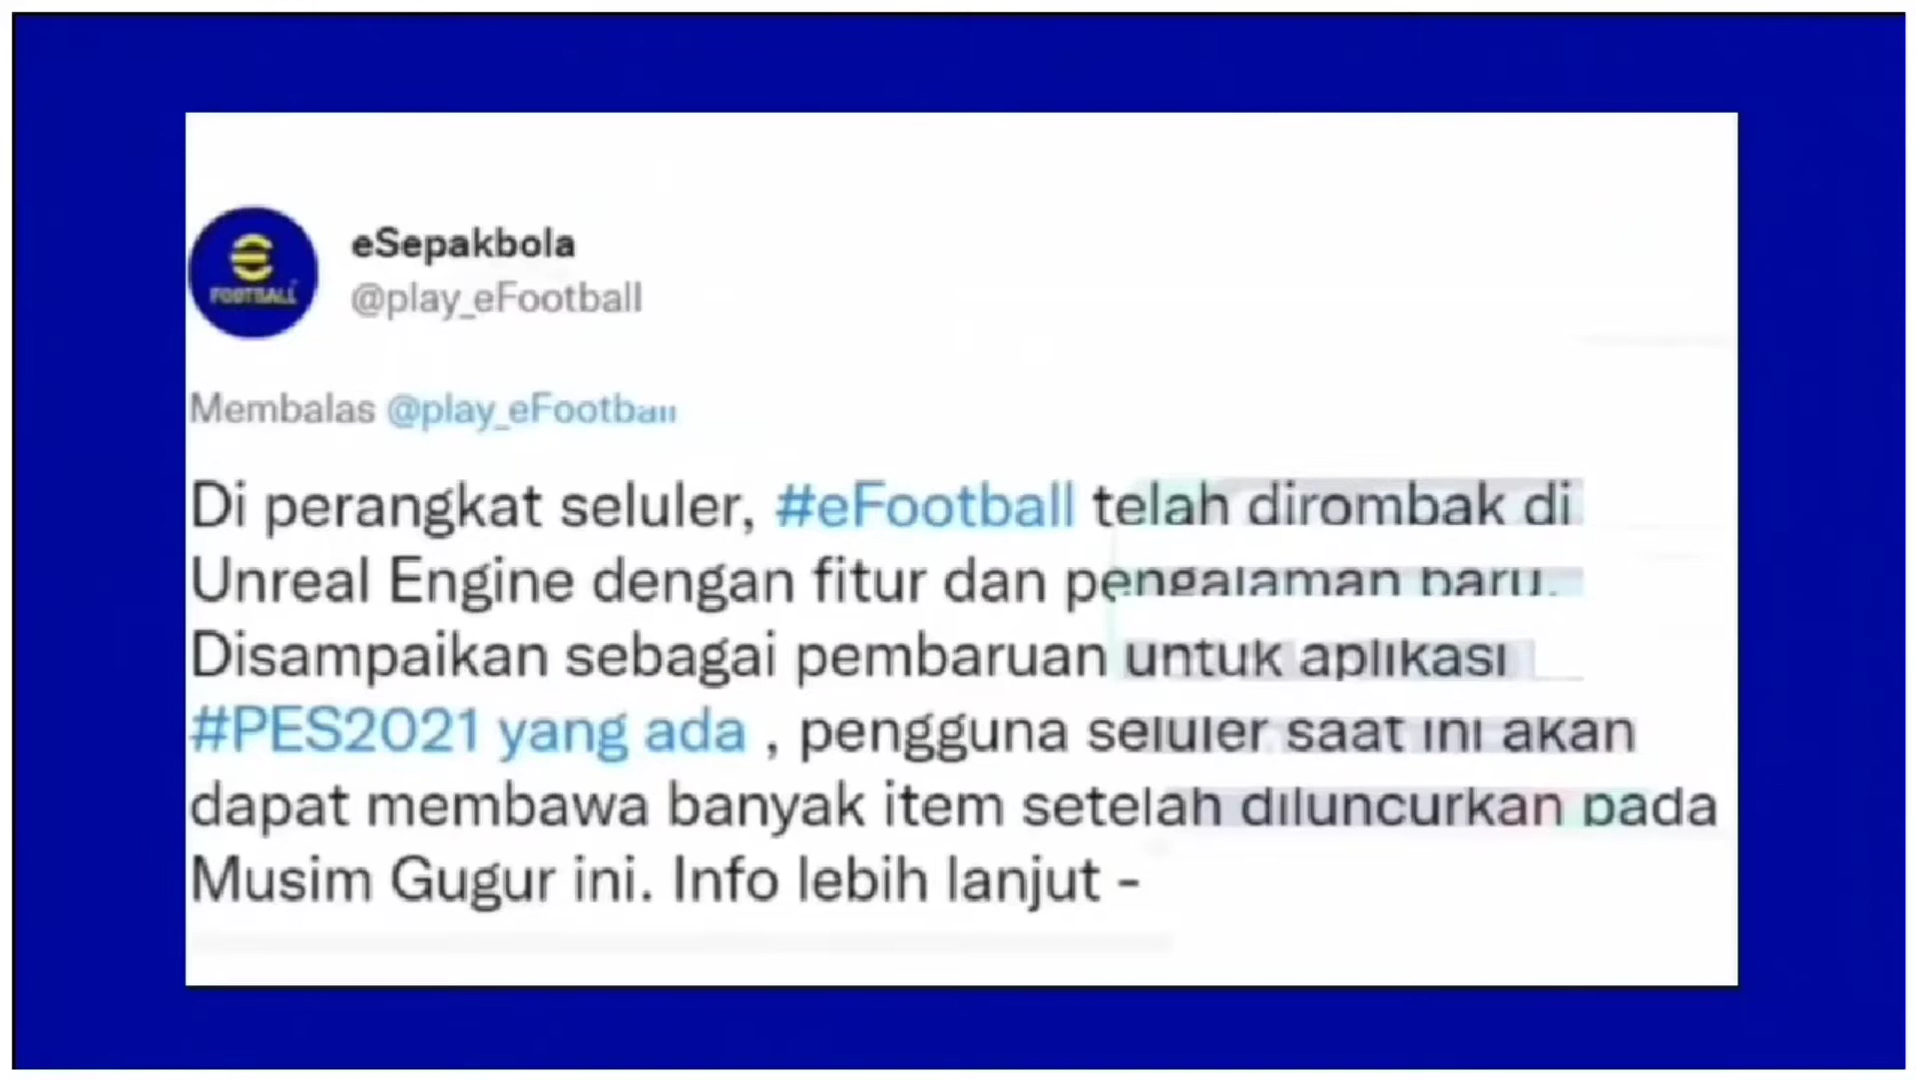 FOOTBALL
eSepakbola
@play_eFootball
Membalas @play_eFootball
Di perangkat seluler, #eFootball telah dirombak di
Unreal Engine dengan fitur dan pengalaman baru.
Disampaikan sebagai pembaruan untuk aplikasi
#PES2021 yang ada , pengguna seluler saat ini akan
dapat membawa banyak item setelah diluncurkan pada
Musim Gugur ini. Info lebih lanjut -